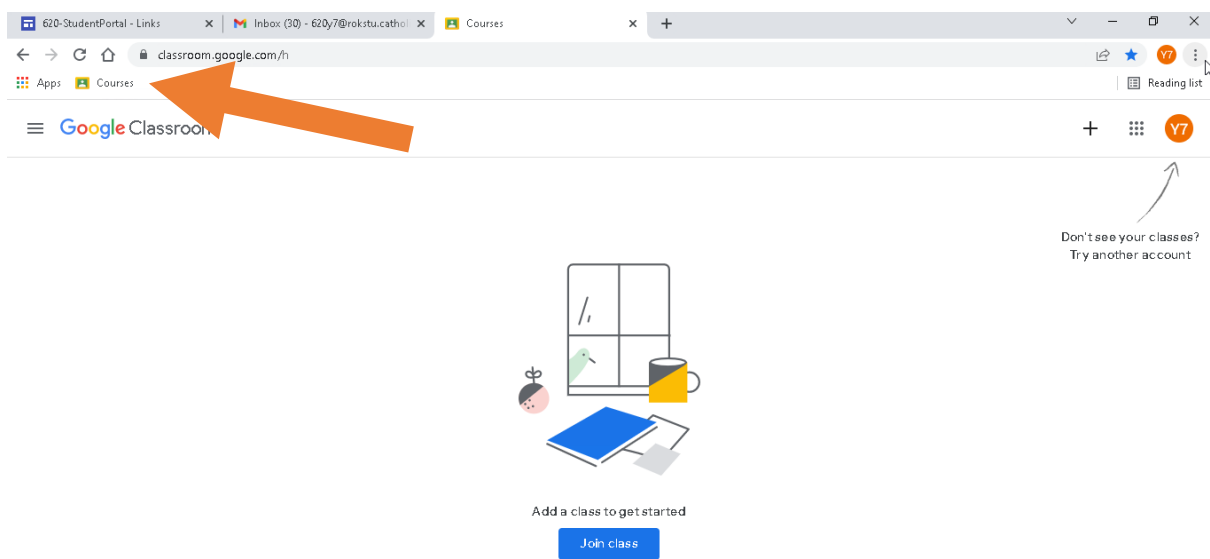 620-StudentPortal - Links
Inbox (30) - 620y7@rokstu.cathol
Courses
classroom.google.com/h
Y7
Apps
Courses
Reading list
Google Classroom
Y7
Don't see your classes?
Try another account
Add a class to get started
Join class